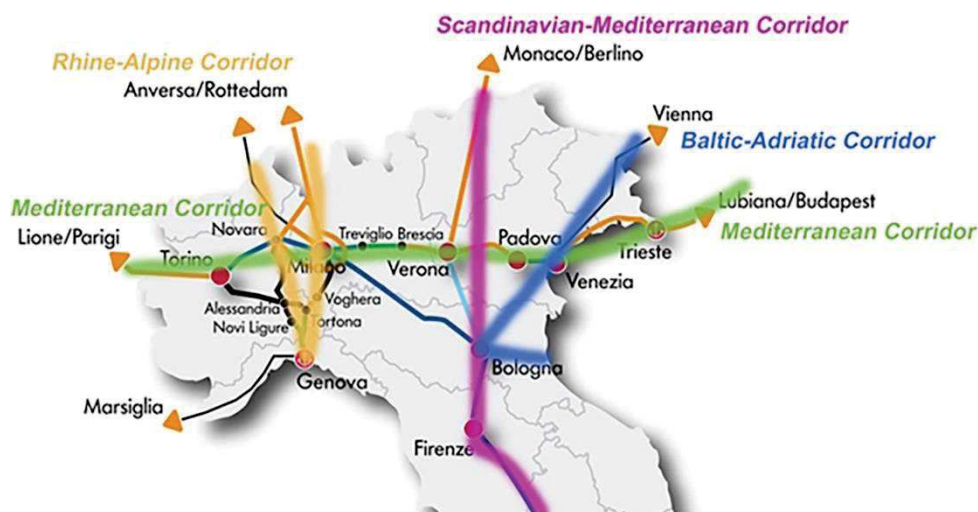 Scandinavian-Mediterranean Corridor
Monaco/Berlino
Rhine-Alpine Corridor
Anversa/Rottedam
Vienna
Baltic-Adriatic Corridor
Mediterranean Corridor
Lubiana/Budapest
Lione/Parigi
Novara
Treviglio Brescia
Padova
Mediterranean Corridor
Torino
Milano
Verona
Trieste
Venezia
Alessandria
Voghera
Novi Ligure
Tortona
Bologna
Genova
Marsiglia
Firenze